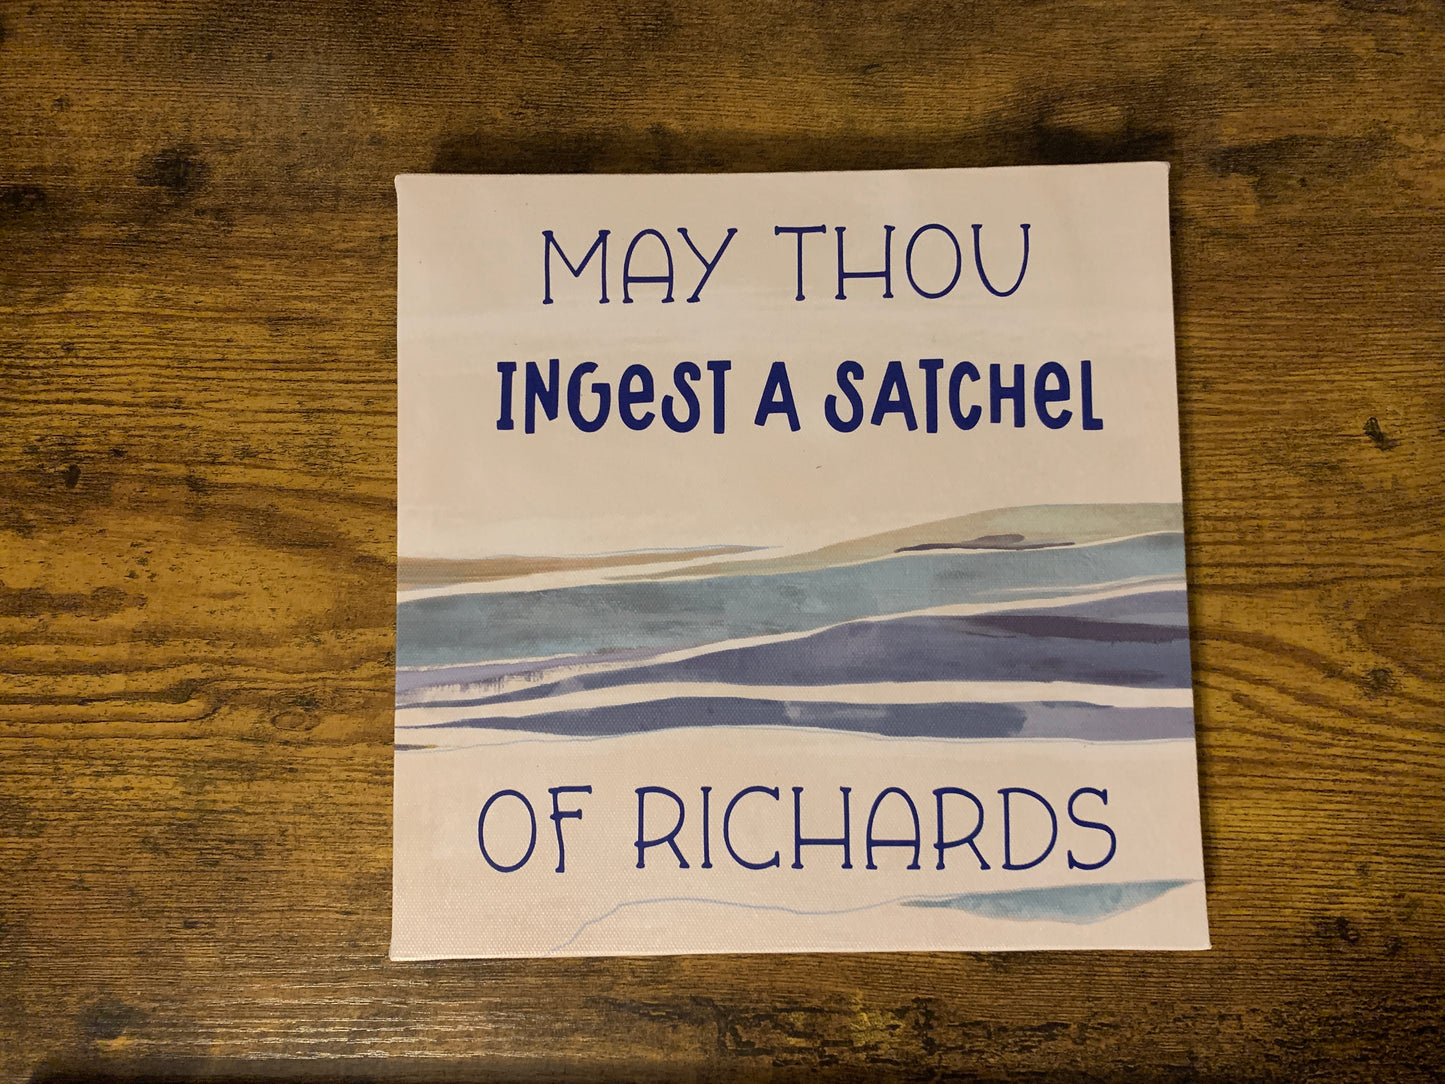 MAY THOU
INGEST A SATCHEL
OF RICHARDS